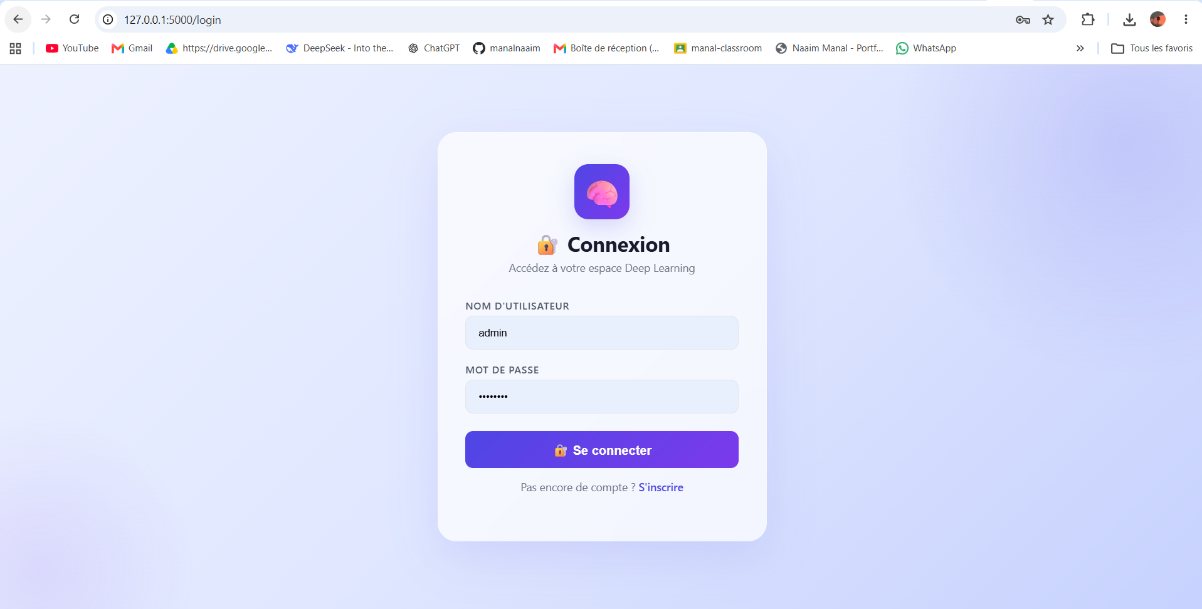 127.0.0.1:5000/login
YouTube Gmail https://drive.google... DeepSeek - Into the... ChatGPT manalnaaim Boîte de réception (... manal-classroom Naaim Manal - Portf... WhatsApp » Tous les favoris
Connexion
Accédez à votre espace Deep Learning
NOM D'UTILISATEUR
admin
MOT DE PASSE
••••••••
Se connecter
Pas encore de compte ? S'inscrire